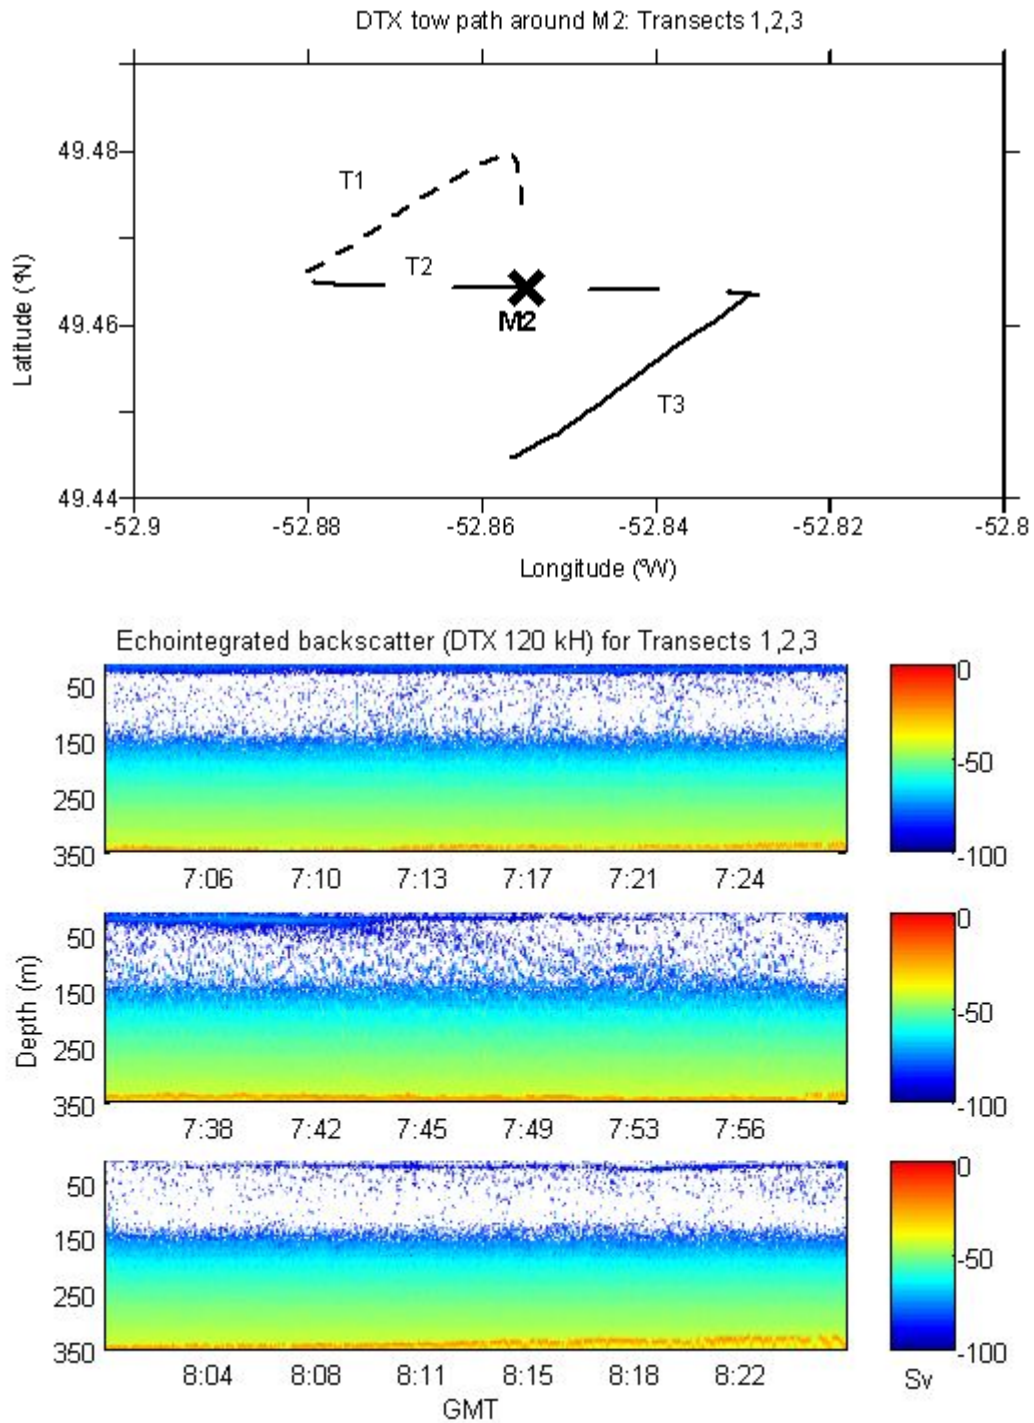 DTX tow path around M2: Transects 1,2,3
49.48
T1
T2
M2
49.46
T3
49.44
-52.9 -52.88 -52.86 -52.84 -52.82 -52.8
Latitude (ºN)
Longitude (ºW)
Echointegrated backscatter (DTX 120 kH) for Transects 1,2,3
50
150
250
350
7:06 7:10 7:13 7:17 7:21 7:24
0
-50
-100
50
150
250
350
7:38 7:42 7:45 7:49 7:53 7:56
0
-50
-100
Depth (m)
50
150
250
350
8:04 8:08 8:11 8:15 8:18 8:22
0
-50
-100
GMT
Sv